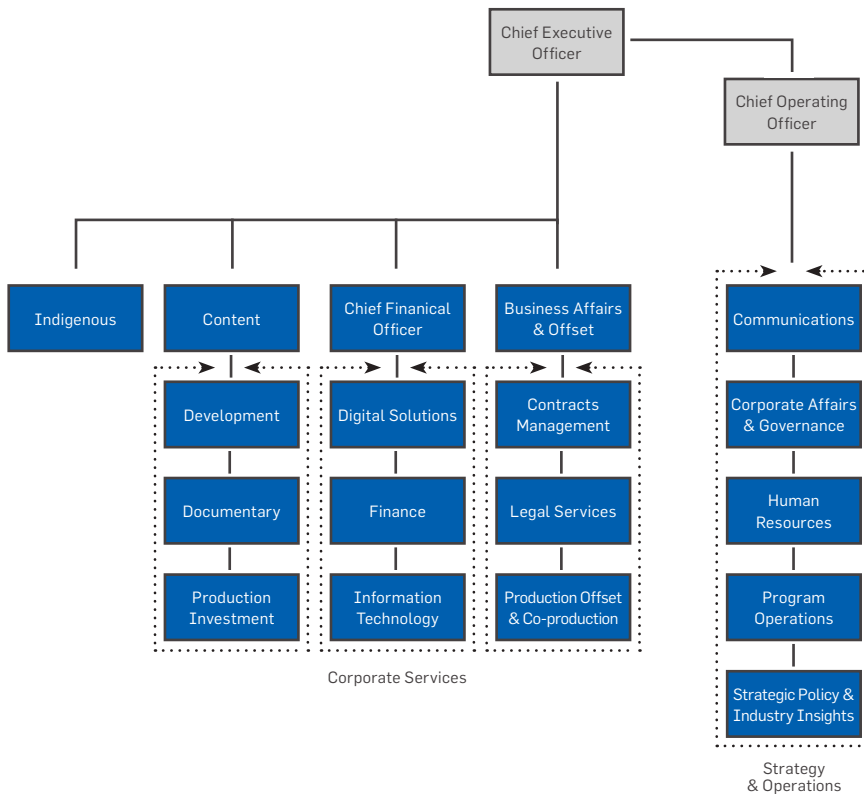 Chief Executive
Officer
Chief Operating
Officer
Indigenous
Content
Chief Finanical
Officer
Business Affairs
& Offset
Communications
Development
Digital Solutions
Contracts
Management
Corporate Affairs
& Governance
Documentary
Finance
Legal Services
Human
Resources
Production
Investment
Information
Technology
Production Offset
& Co-production
Program
Operations
Corporate Services
Strategic Policy &
Industry Insights
Strategy
& Operations